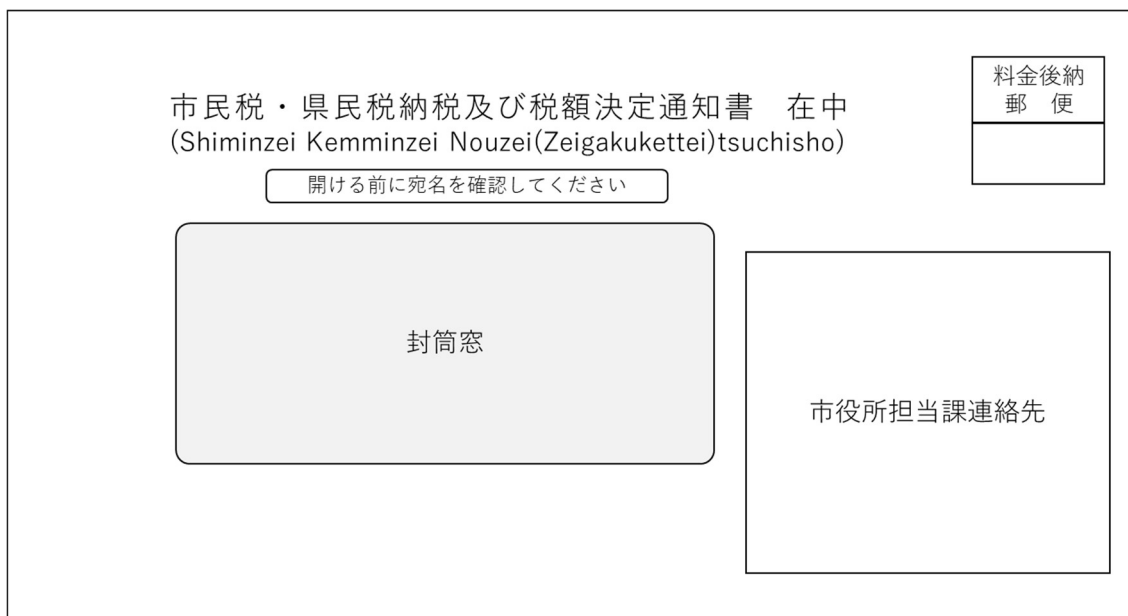 料金後納
郵　便
市民税・県民税納税及び税額決定通知書　在中
(Shiminzei Kemminzei Nouzei(Zeigakukettei)tsuchisho)
開ける前に宛名を確認してください
封筒窓
市役所担当課連絡先